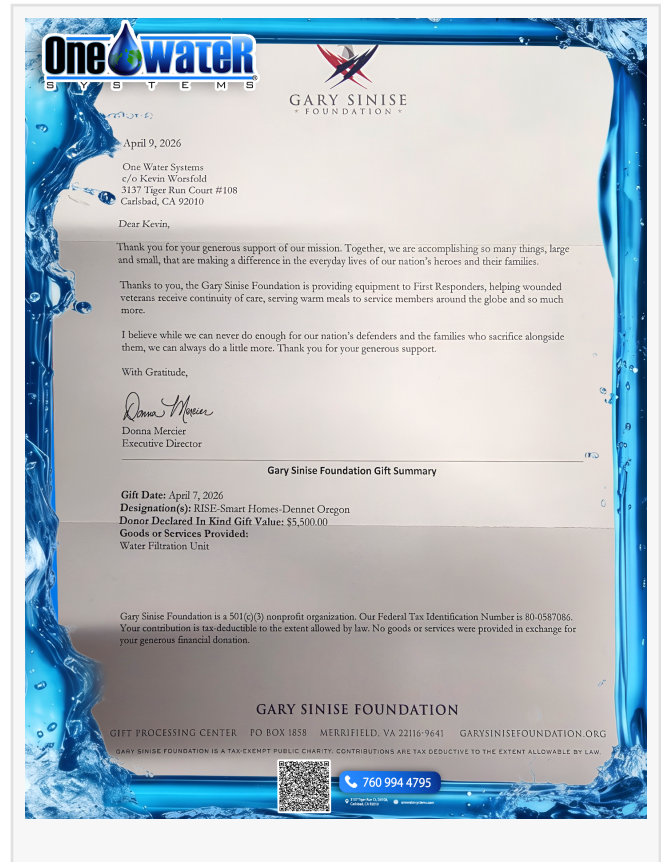 One Water
SYSTEMS
GARY SINISE
FOUNDATION
April 9, 2026
One Water Systems
c/o Kevin Worsfold
3137 Tiger Run Court #108
Carlsbad, CA 92010
Dear Kevin,
Thank you for your generous support of our mission. Together, we are accomplishing so many things, large
and small, that are making a difference in the everyday lives of our nation's heroes and their families.
Thanks to you, the Gary Sinise Foundation is providing equipment to First Responders, helping wounded
veterans receive continuity of care, serving warm meals to service members around the globe and so much
more.
I believe while we can never do enough for our nation's defenders and the families who sacrifice alongside
them, we can always do a little more. Thank you for your generous support.
With Gratitude,
Donna Mercier
Donna Mercier
Executive Director
Gary Sinise Foundation Gift Summary
Gift Date: April 7, 2026
Designation(s): RISE-Smart Homes-Dennet Oregon
Donor Declared In Kind Gift Value: $5,500.00
Goods or Services Provided:
Water Filtration Unit
Gary Sinise Foundation is a 501(c)(3) nonprofit organization. Our Federal Tax Identification Number is 80-0587086.
Your contribution is tax-deductible to the extent allowed by law. No goods or services were provided in exchange for
your generous financial donation.
GARY SINISE FOUNDATION
GIFT PROCESSING CENTER PO BOX 1858 MERRIFIELD, VA 22116-9641 GARYSINISEFOUNDATION.ORG
GARY SINISE FOUNDATION IS A TAX-EXEMPT PUBLIC CHARITY. CONTRIBUTIONS ARE TAX DEDUCTIVE TO THE EXTENT ALLOWABLE BY LAW.
760 994 4795
Carlsbad, CA 92010